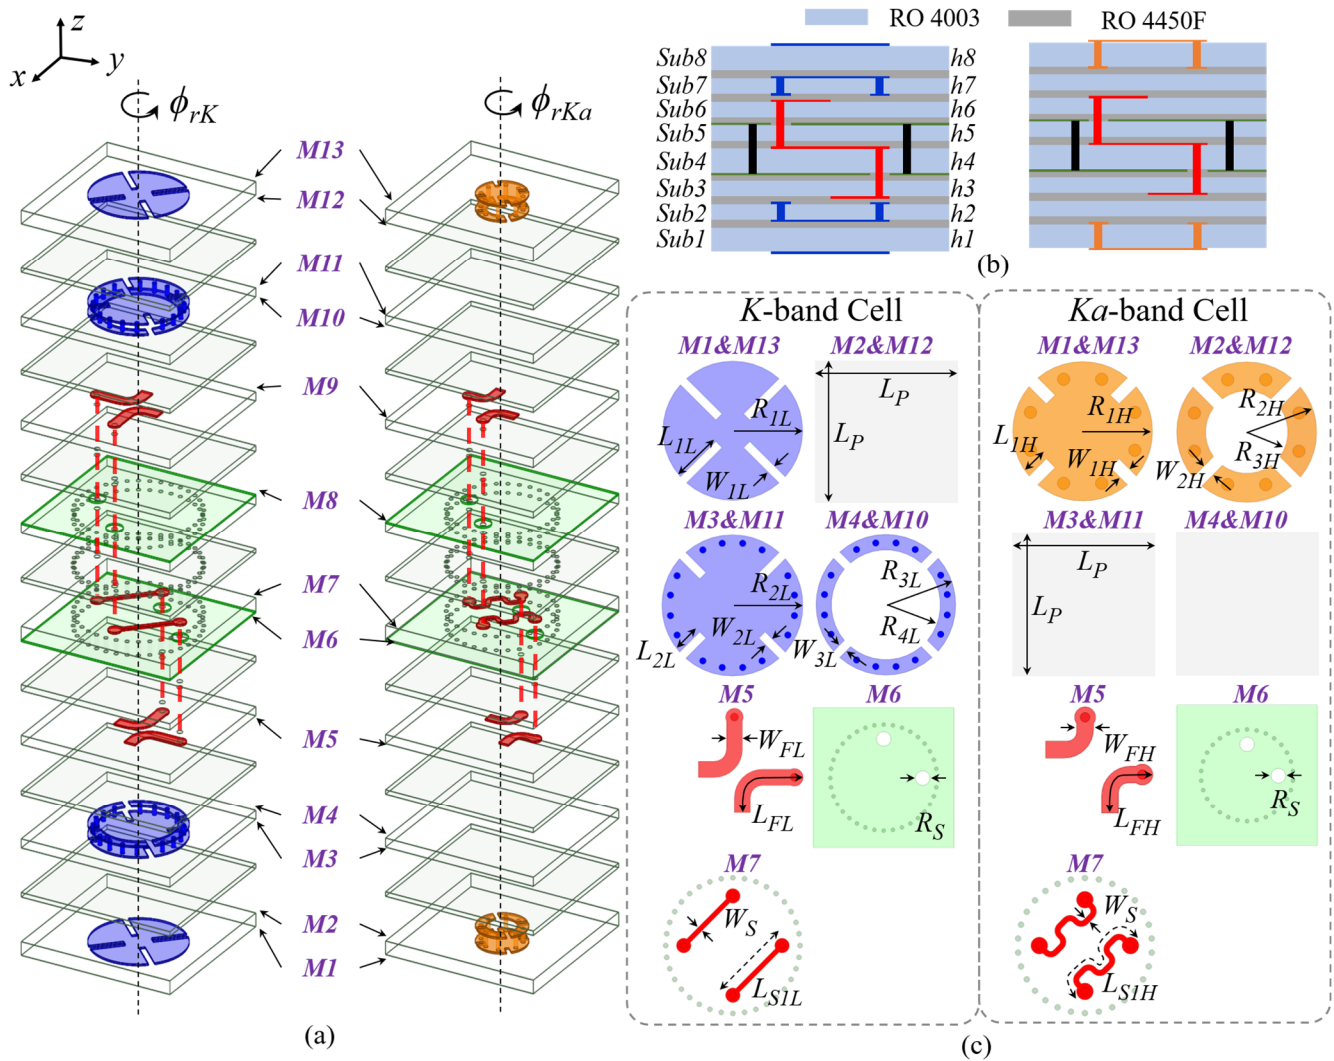 z
x
y
ϕrK
ϕrKa
M13
M12
M11
M10
M9
M8
M7
M6
M5
M4
M3
M2
M1
(a)
RO 4003
RO 4450F
Sub8
h8
Sub7
h7
Sub6
h6
Sub5
h5
Sub4
h4
Sub3
h3
Sub2
h2
Sub1
h1
(b)
K-band Cell
M1&M13
M2&M12
R1L
L1L
W1L
LP
LP
M3&M11
M4&M10
R2L
W2L
L2L
R3L
R4L
W3L
M5
M6
WFL
LFL
RS
M7
WS
LS1L
Ka-band Cell
M1&M13
M2&M12
R1H
L1H
W1H
R2H
R3H
W2H
M3&M11
M4&M10
LP
LP
M5
M6
WFH
LFH
RS
M7
WS
LS1H
(c)